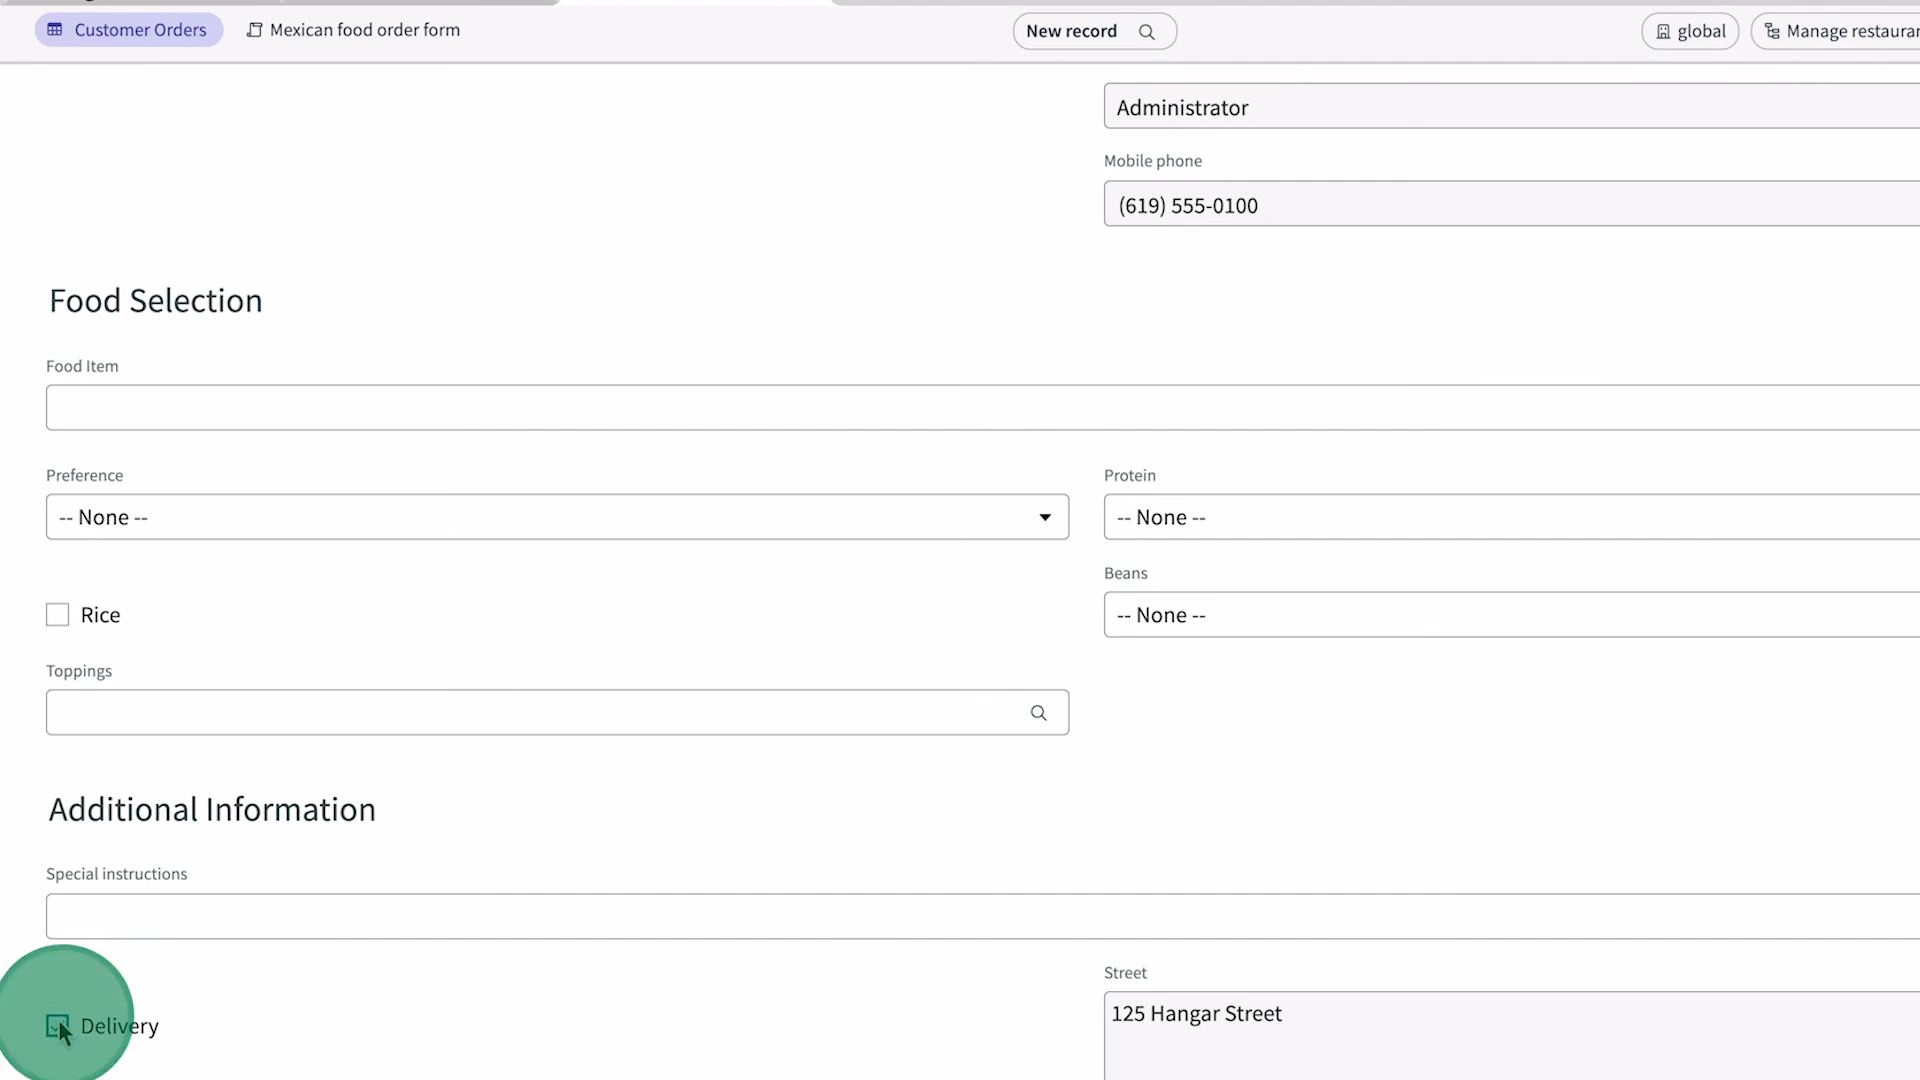 Customer Orders
Mexican food order form
New record
global
Manage restaurar
Administrator
Mobile phone
(619) 555-0100
Food Selection
Food Item
Preference
Protein
-- None --
-- None --
Beans
Rice
-- None --
Toppings
Additional Information
Special instructions
Street
125 Hangar Street
Delivery